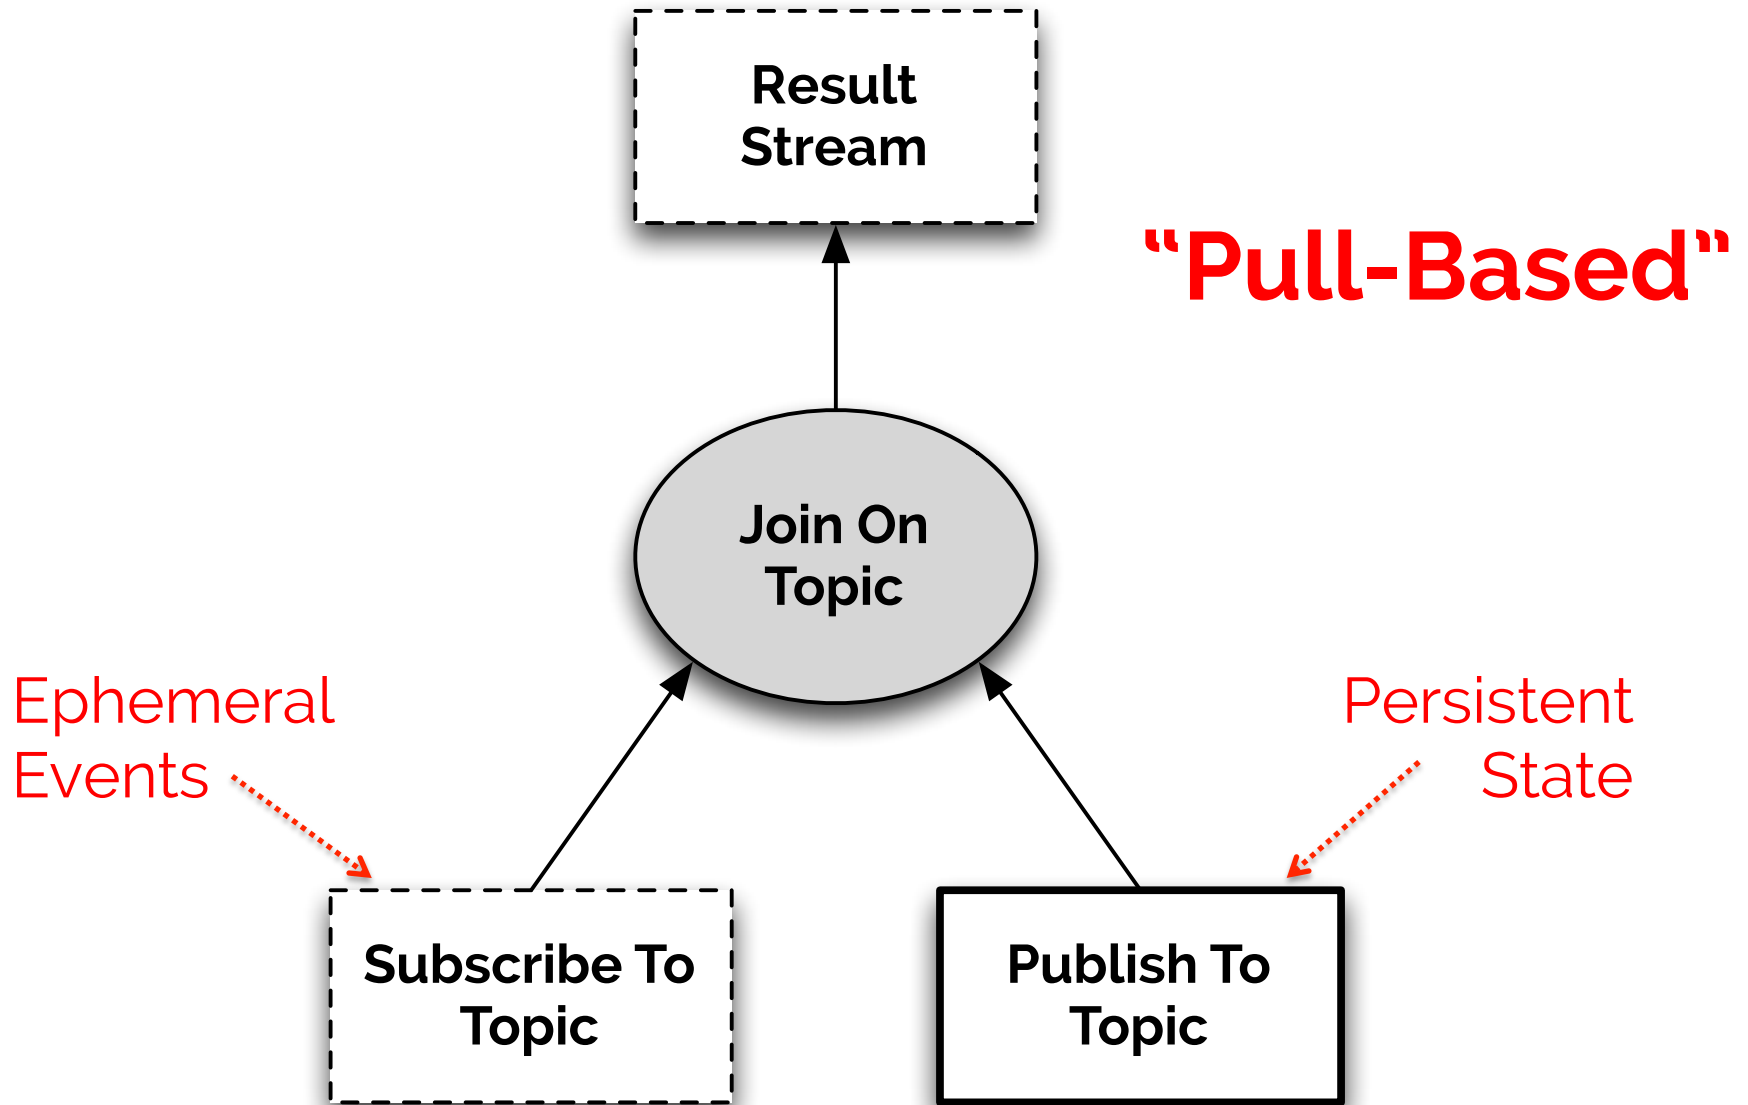 Result
Stream
“Pull-Based”
Join On
Topic
Ephemeral
Events
Persistent
State
Subscribe To
Topic
Publish To
Topic